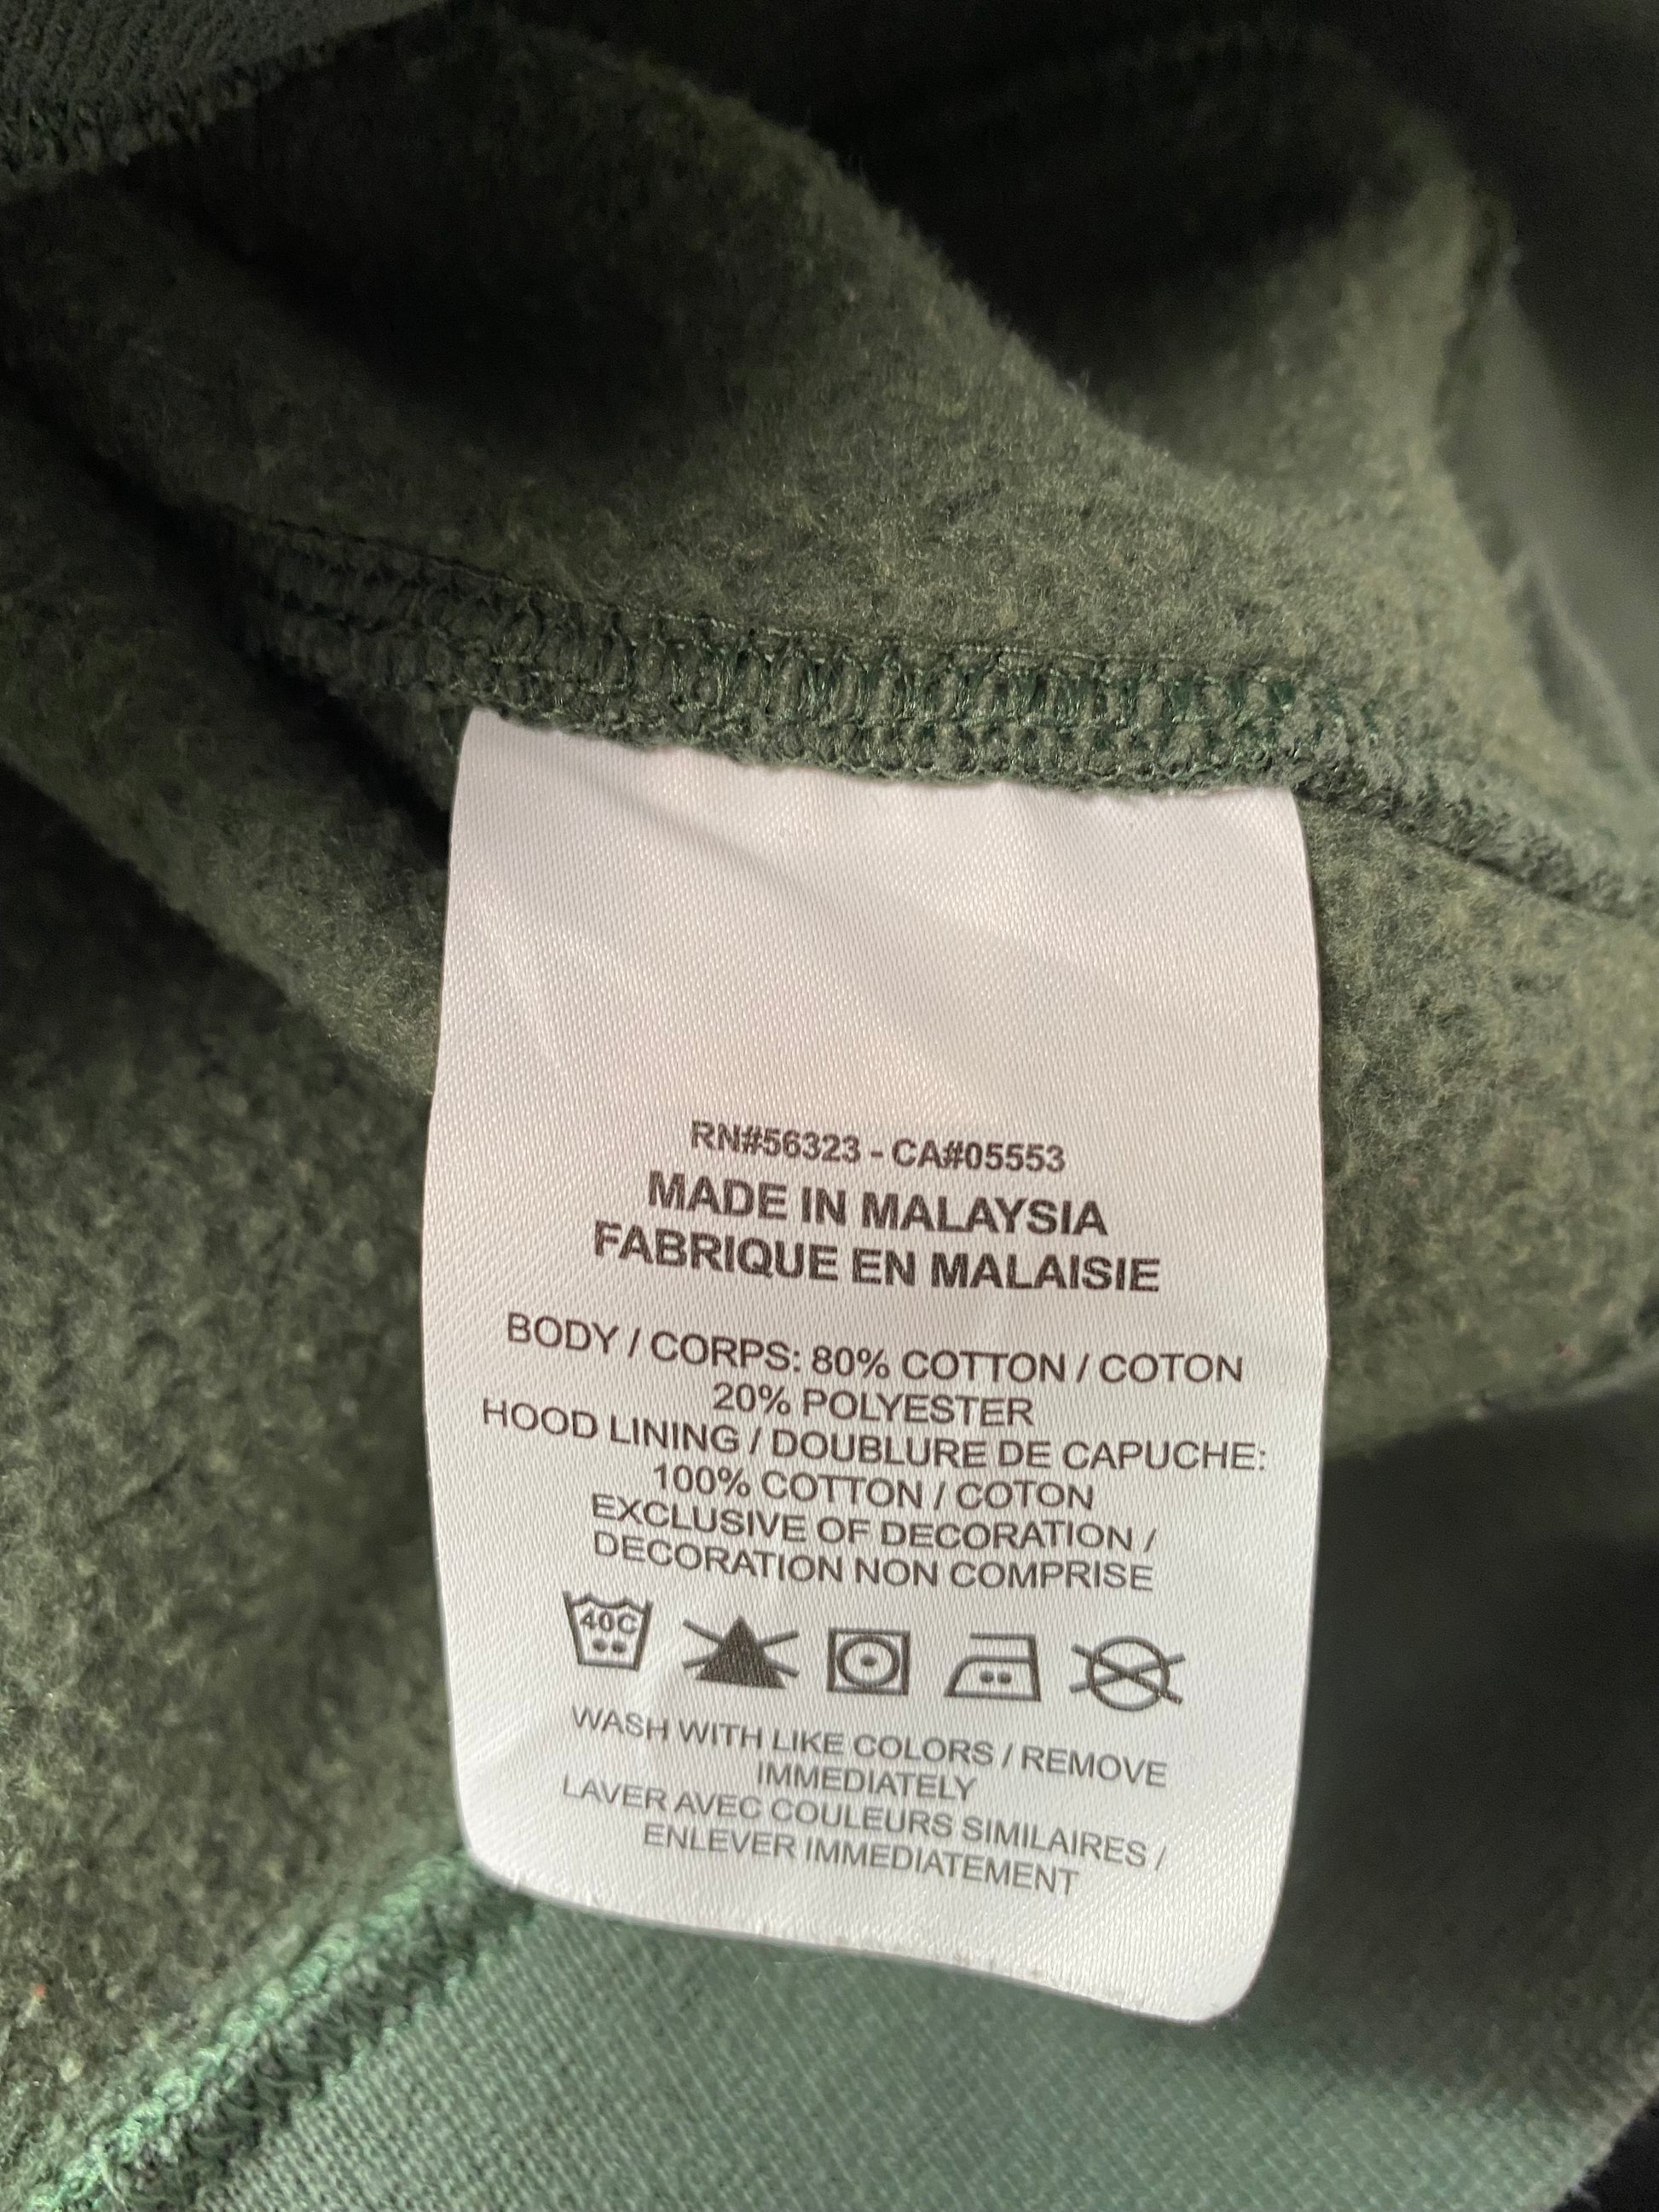 RN#56323 - CA#05553
MADE IN MALAYSIA
FABRIQUE EN MALAISIE
BODY / CORPS: 80% COTTON / COTON
20% POLYESTER
HOOD LINING / DOUBLURE DE CAPUCHE:
100% COTTON / COTON
EXCLUSIVE OF DECORATION /
DECORATION NON COMPRISE
40C
WASH WITH LIKE COLORS / REMOVE
IMMEDIATELY
LAVER AVEC COULEURS SIMILAIRES /
ENLEVER IMMEDIATEMENT